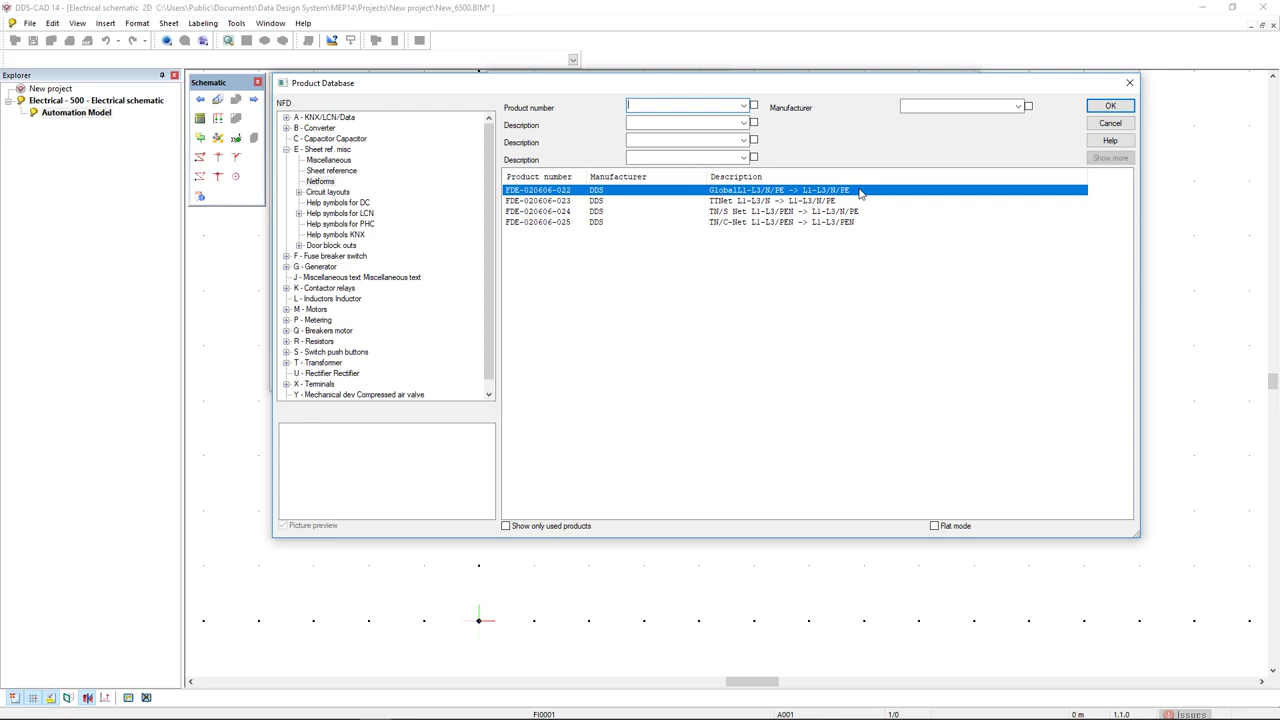 DDS-CAD 14 - [Electrical schematic  2D  C:\Users\Public\Documents\Data Design System\MEP14\Projects\New project\New_6500.BIM* ]
File Edit View Insert Format Sheet Labeling Tools Window Help
Explorer
New project
Electrical - 500 - Electrical schematic
Automation Model
Schematic
Product Database
NFD
A - KNX/LCN/Data
B - Converter
C - Capacitor Capacitor
E - Sheet ref. misc
Miscellaneous
Sheet reference
Netforms
Circuit layouts
Help symbols for DC
Help symbols for LCN
Help symbols for PHC
Help symbols KNX
Door block outs
F - Fuse breaker switch
G - Generator
J - Miscellaneous text Miscellaneous text
K - Contactor relays
L - Inductors Inductor
M - Motors
P - Metering
Q - Breakers motor
R - Resistors
S - Switch push buttons
T - Transformer
U - Rectifier Rectifier
X - Terminals
Y - Mechanical dev Compressed air valve
Picture preview
Product number
Manufacturer
Description
Description
Description
OK
Cancel
Help
Show more
Product number Manufacturer Description
FDE-020606-022 DDS GlobalL1-L3/N/PE -> L1-L3/N/PE
FDE-020606-023 DDS TTNet L1-L3/N -> L1-L3/N/PE
FDE-020606-024 DDS TN/S Net L1-L3/PEN -> L1-L3/N/PE
FDE-020606-025 DDS TN/C-Net L1-L3/PEN -> L1-L3/PEN
Show only used products
Flat mode
FI0001 A001 1/0 0 m 1.1.0 Issues